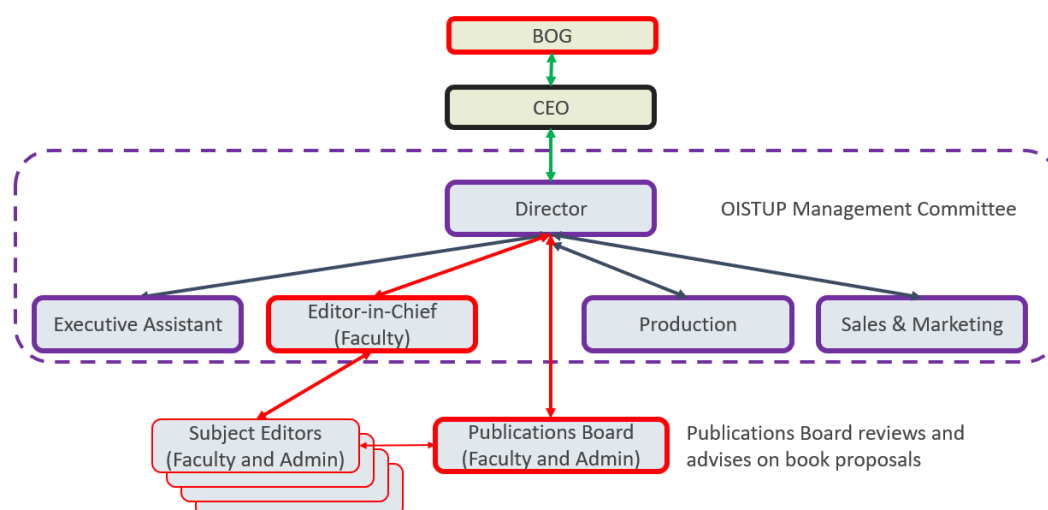 BOG
CEO
Director
OISTUP Management Committee
Executive Assistant
Editor-in-Chief
(Faculty)
Production
Sales & Marketing
Subject Editors
(Faculty and Admin)
Publications Board
(Faculty and Admin)
Publications Board reviews and
advises on book proposals